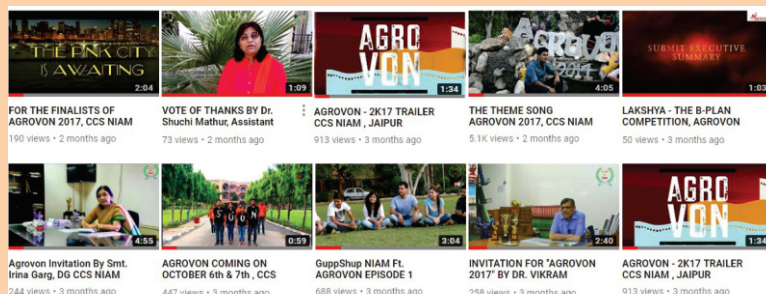 THE PINK CITY
IS AWAITING
2:04
FOR THE FINALISTS OF
AGROVON 2017, CCS NIAM
190 views • 2 months ago
1:09
VOTE OF THANKS BY Dr.
Shuchi Mathur, Assistant
73 views • 2 months ago
AGRO
VON
1:34
AGROVON - 2K17 TRAILER
CCS NIAM , JAIPUR
913 views • 3 months ago
AGROVON
2017
4:05
THE THEME SONG
AGROVON 2017, CCS NIAM
5.1K views • 2 months ago
SUBMIT EXECUTIVE
SUMMARY
1:03
LAKSHYA - THE B-PLAN
COMPETITION, AGROVON
50 views • 3 months ago
4:55
Agrovon Invitation By Smt.
Irina Garg, DG CCS NIAM
244 views • 3 months ago
SOON
0:59
AGROVON COMING ON
OCTOBER 6th & 7th , CCS
447 views • 3 months ago
3:04
GuppShup NIAM Ft.
AGROVON EPISODE 1
688 views • 3 months ago
2:40
INVITATION FOR "AGROVON
2017" BY DR. VIKRAM
258 views • 3 months ago
AGRO
VON
1:34
AGROVON - 2K17 TRAILER
CCS NIAM , JAIPUR
913 views • 3 months ago